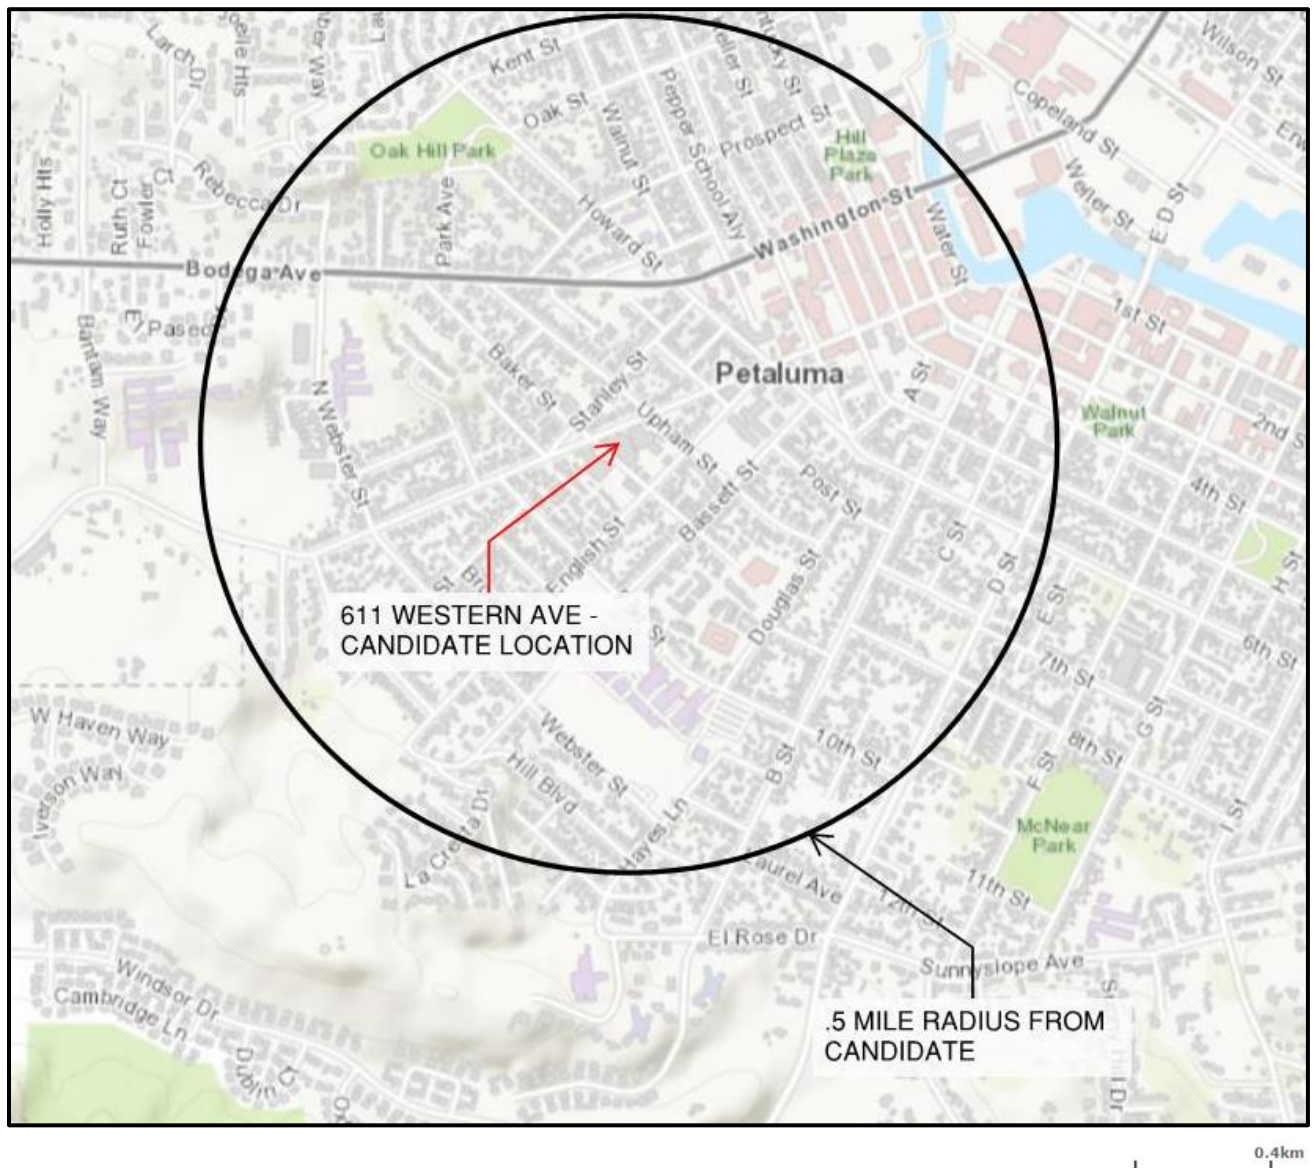 Larch Dr
Kent St
Wilson St
Oak St
Walnut St
Pepper School Aly
Prospect St
Copeland St
Hill
Plaza
Park
Oak Hill Park
Holly Hts
Ruth Ct
Fowler Ct
Rebecca Dr
Park Ave
Howard St
Washington St
Water St
Weller St
E D St
Bodega Ave
1st St
Bantam Way
Baker St
Stanley St
Petaluma
A St
Walnut
Park
N Webster St
Upham St
Bassett St
Post St
4th St
English St
C St
D St
E St
H St
Douglas St
611 WESTERN AVE -
CANDIDATE LOCATION
6th St
7th St
W Haven Way
Webster St
10th St
B St
8th St
G St
F St
I St
Iverson Way
Hill Blvd
Hayes Ln
La Cresta Dr
McNear
Park
Laurel Ave
11th St
12th St
El Rose Dr
Sunnyslope Ave
Windsor Dr
Cambridge Ln
.5 MILE RADIUS FROM
CANDIDATE
Dublin Ct
0.4km